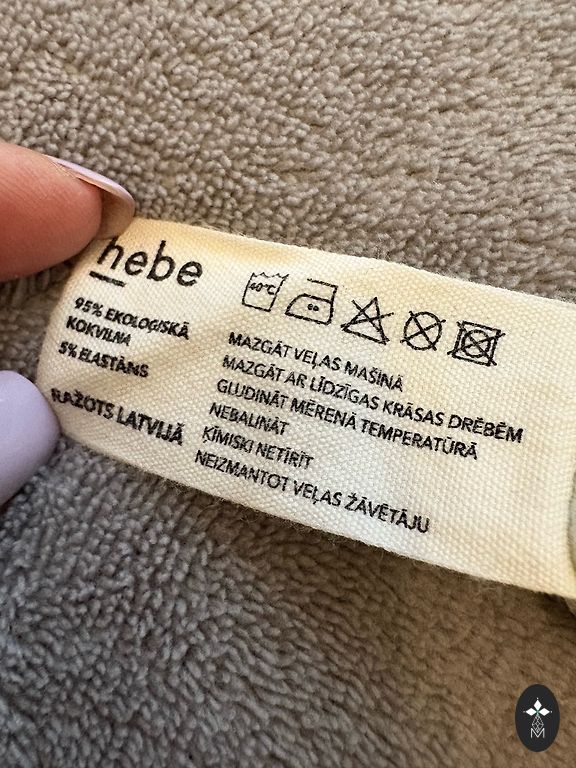 hebe
40°C
95% EKOLOĢISKĀ
KOKVILNA
5% ELASTĀNS
RAŽOTS LATVIJĀ
MAZGĀT VEĻAS MAŠĪNĀ
MAZGĀT AR LĪDZĪGAS KRĀSAS DRĒBĒM
GLUDINĀT MĒRENĀ TEMPERATŪRĀ
NEBALINĀT
ĶĪMISKI NETĪRĪT
NEIZMANTOT VEĻAS ŽĀVĒTĀJU
M